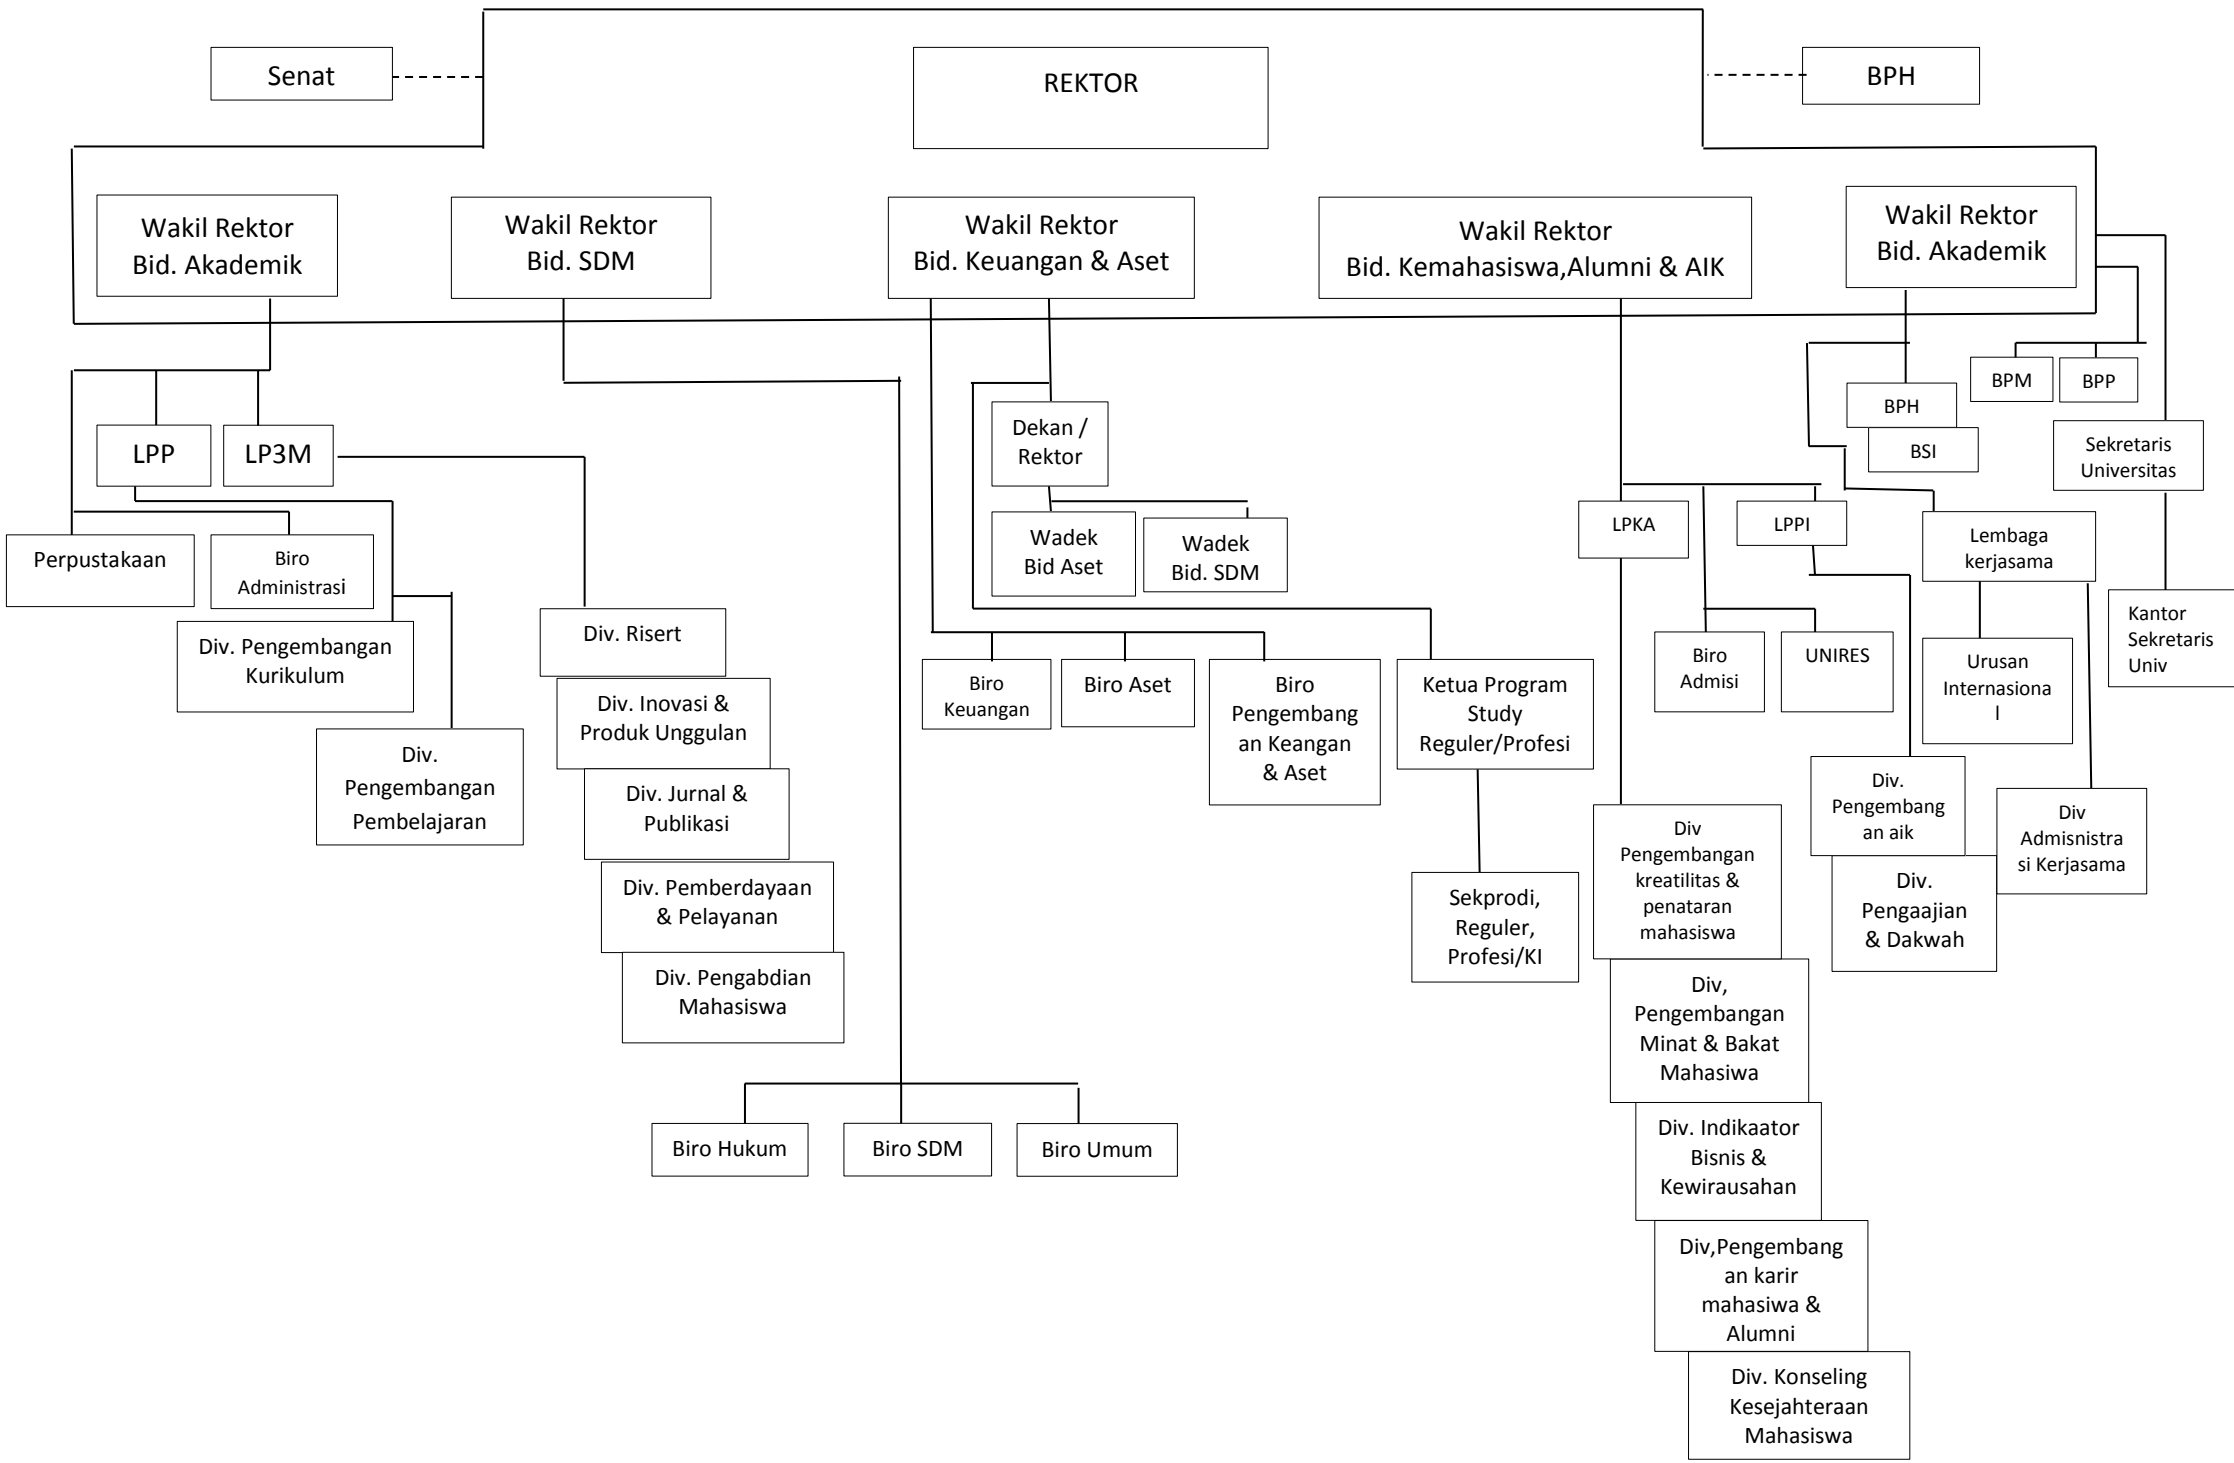 Senat
REKTOR
BPH
Wakil Rektor
Bid. Akademik
Wakil Rektor
Bid. SDM
Wakil Rektor
Bid. Keuangan & Aset
Wakil Rektor
Bid. Kemahasiswa,Alumni & AIK
Wakil Rektor
Bid. Akademik
LPP
LP3M
Dekan /
Rektor
BPH
BSI
BPM
BPP
Sekretaris
Universitas
Perpustakaan
Biro
Administrasi
Wadek
Bid Aset
Wadek
Bid. SDM
LPKA
LPPI
Lembaga
kerjasama
Kantor
Sekretaris
Univ
Div. Pengembangan
Kurikulum
Div. Risert
Biro
Keuangan
Biro Aset
Biro
Pengembang
an Keangan
& Aset
Ketua Program
Study
Reguler/Profesi
Biro
Admisi
UNIRES
Urusan
Internasiona
l
Div.
Pengembangan
Pembelajaran
Div. Inovasi &
Produk Unggulan
Div. Jurnal &
Publikasi
Div. Pemberdayaan
& Pelayanan
Div. Pengabdian
Mahasiswa
Sekprodi,
Reguler,
Profesi/KI
Div
Pengembangan
kreatilitas &
penataran
mahasiswa
Div.
Pengembang
an aik
Div
Admisnistra
si Kerjasama
Div.
Pengaajian
& Dakwah
Div,
Pengembangan
Minat & Bakat
Mahasiwa
Biro Hukum
Biro SDM
Biro Umum
Div. Indikaator
Bisnis &
Kewirausahan
Div,Pengembang
an karir
mahasiwa &
Alumni
Div. Konseling
Kesejahteraan
Mahasiswa